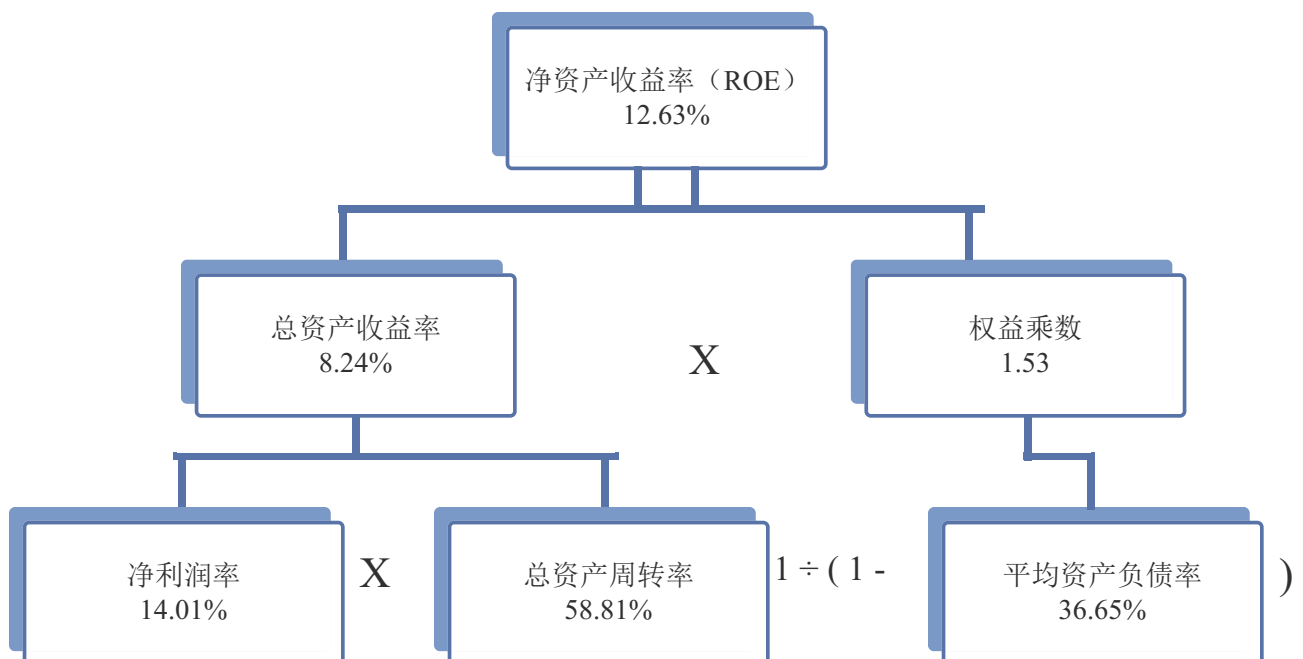 净资产收益率（ROE）
12.63%
总资产收益率
8.24%
X
权益乘数
1.53
净利润率
14.01%
X
总资产周转率
58.81%
1 ÷ ( 1 -
平均资产负债率
36.65%
)